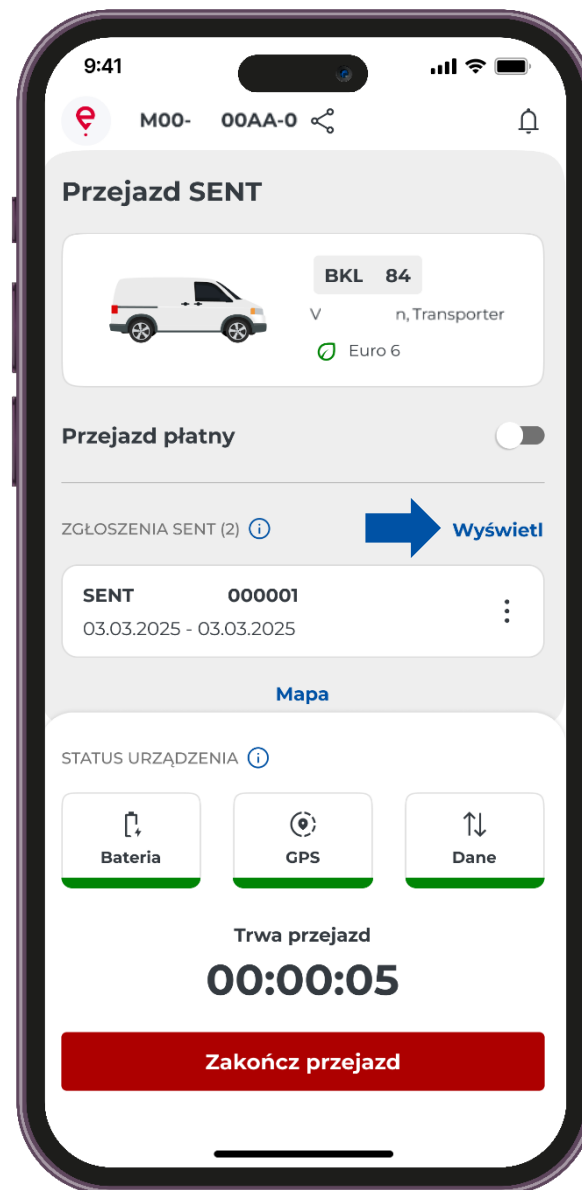 9:41
M00- 00AA-0
Przejazd SENT
BKL 84
V n, Transporter
Euro 6
Przejazd płatny
ZGŁOSZENIA SENT (2)
Wyświetl
SENT 000001
03.03.2025 - 03.03.2025
Mapa
STATUS URZĄDZENIA
Bateria
GPS
Dane
Trwa przejazd
00:00:05
Zakończ przejazd